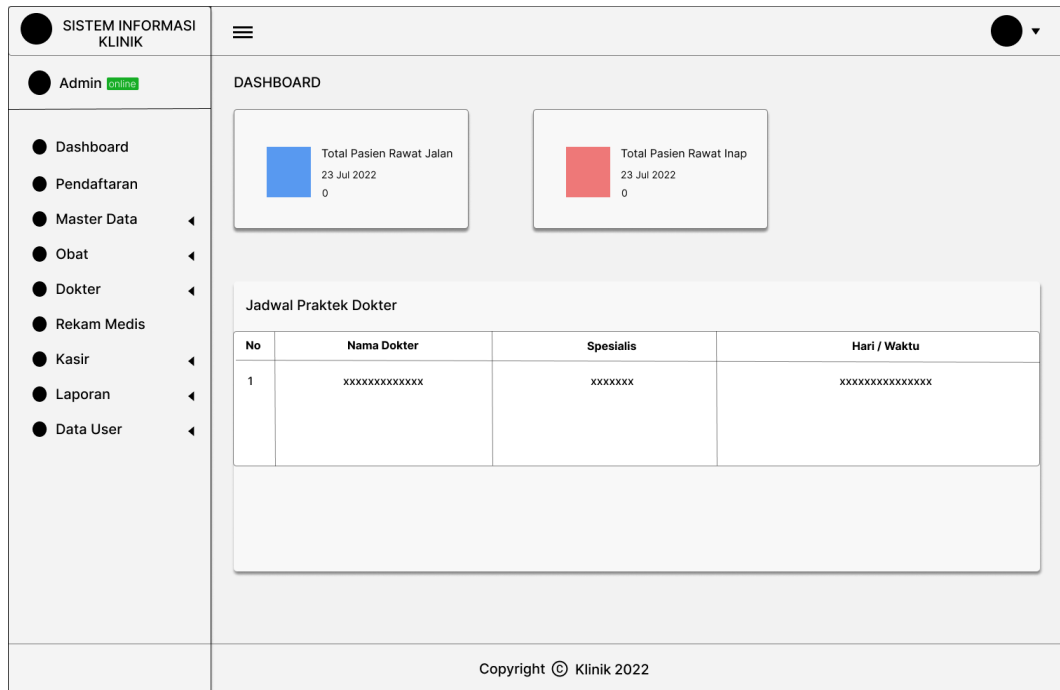 SISTEM INFORMASI
KLINIK
Admin online
Dashboard
Pendaftaran
Master Data
Obat
Dokter
Rekam Medis
Kasir
Laporan
Data User
DASHBOARD
Total Pasien Rawat Jalan
23 Jul 2022
0
Total Pasien Rawat Inap
23 Jul 2022
0
Jadwal Praktek Dokter
No Nama Dokter Spesialis Hari / Waktu
1 xxxxxxxxxxxxx xxxxxxx xxxxxxxxxxxxxxx
Copyright © Klinik 2022